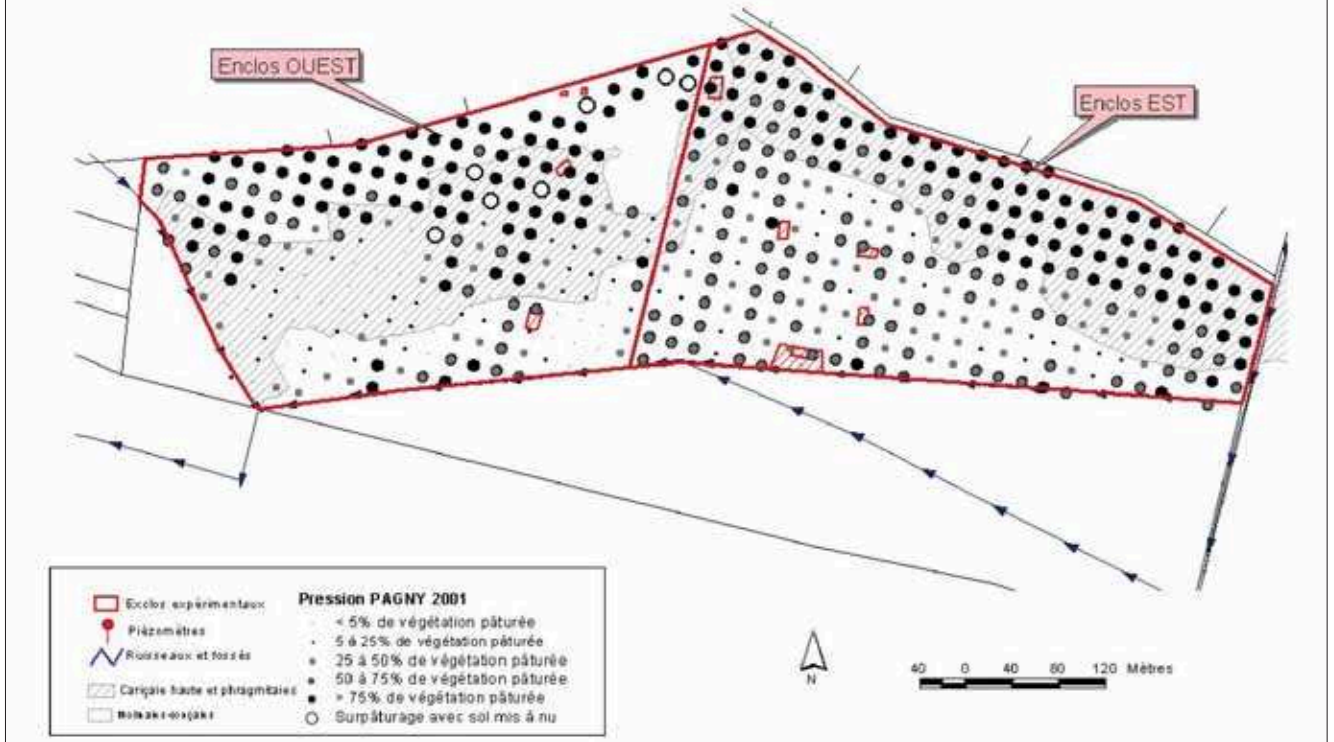 Enclos OUEST
Enclos EST
Exclos expérimentaux
Piézomètres
Ruisseaux et fossés
Cariçaie haute et phragmitaies
Pression PAGNY 2001
< 5% de végétation pâturée
5 à 25% de végétation pâturée
25 à 50% de végétation pâturée
50 à 75% de végétation pâturée
> 75% de végétation pâturée
Surpâturage avec sol mis à nu
N
40 0 40 80 120 Mètres